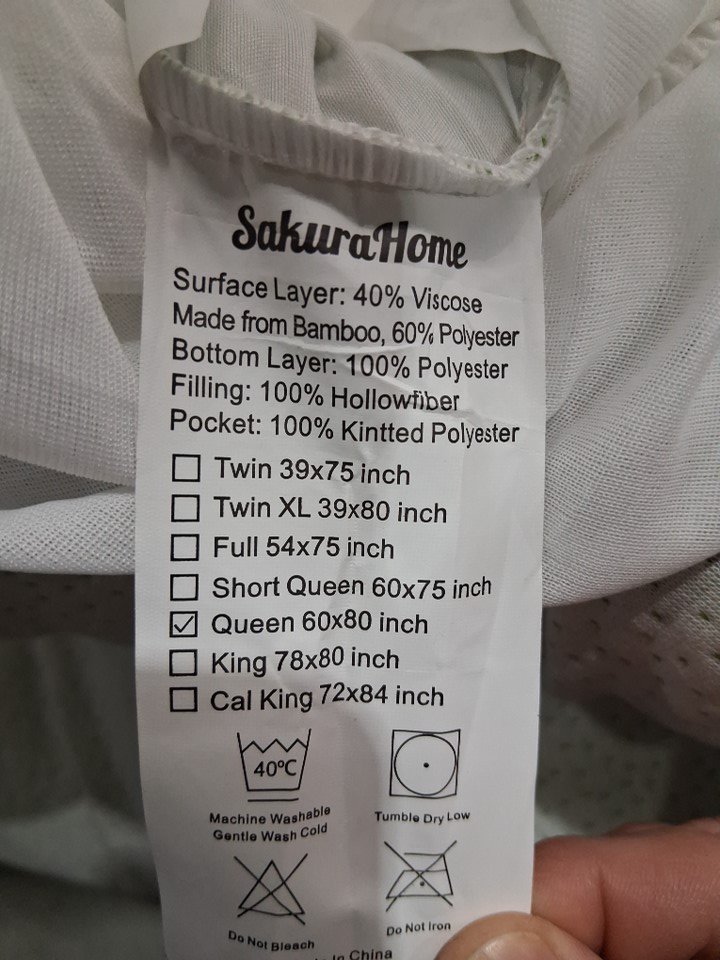 SakuraHome
Surface Layer: 40% Viscose
Made from Bamboo, 60% Polyester
Bottom Layer: 100% Polyester
Filling: 100% Hollowfiber
Pocket: 100% Kintted Polyester
Twin 39x75 inch
Twin XL 39x80 inch
Full 54x75 inch
Short Queen 60x75 inch
Queen 60x80 inch
King 78x80 inch
Cal King 72x84 inch
40°C
Machine Washable
Gentle Wash Cold
Tumble Dry Low
Do Not Bleach
Do Not Iron
in China